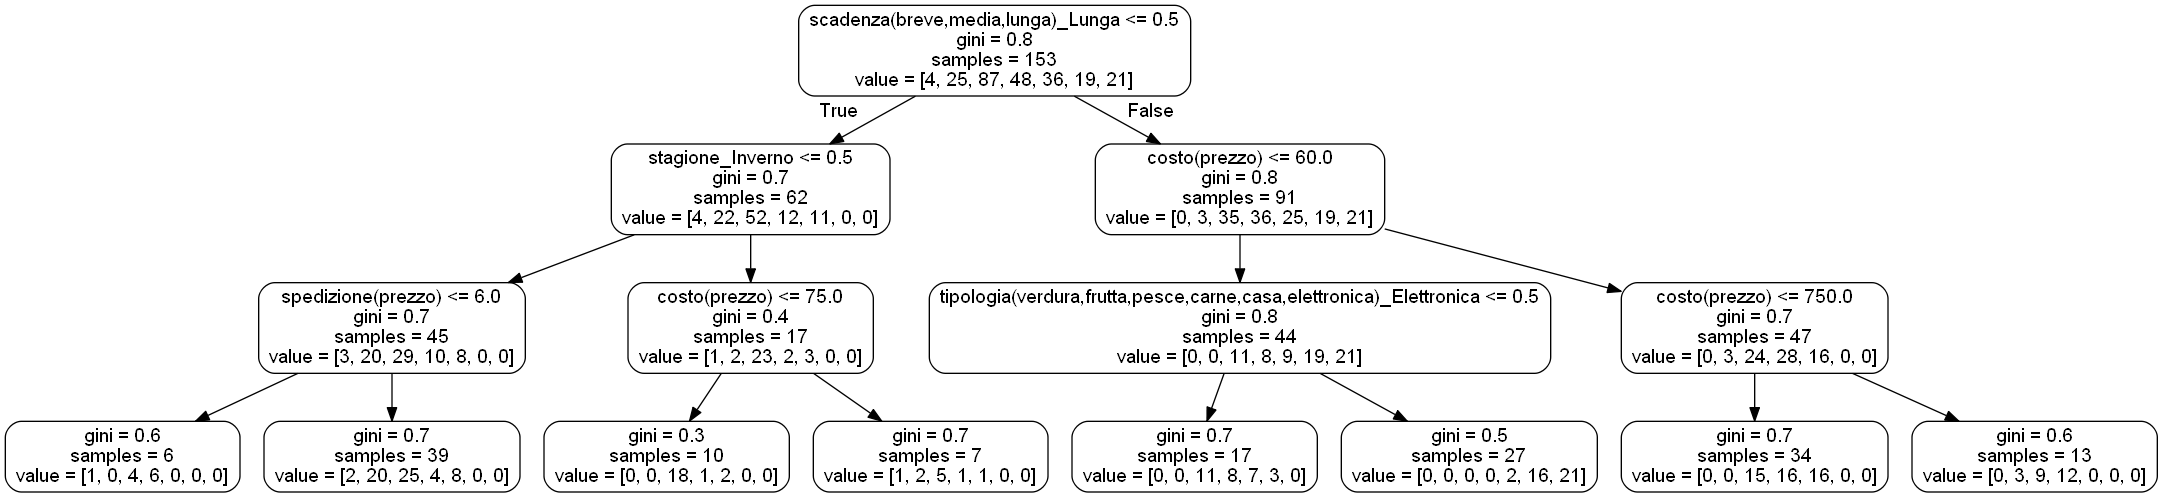 scadenza(breve,media,lunga)_Lunga <= 0.5
gini = 0.8
samples = 153
value = [4, 25, 87, 48, 36, 19, 21]
True
False
stagione_Inverno <= 0.5
gini = 0.7
samples = 62
value = [4, 22, 52, 12, 11, 0, 0]
costo(prezzo) <= 60.0
gini = 0.8
samples = 91
value = [0, 3, 35, 36, 25, 19, 21]
spedizione(prezzo) <= 6.0
gini = 0.7
samples = 45
value = [3, 20, 29, 10, 8, 0, 0]
costo(prezzo) <= 75.0
gini = 0.4
samples = 17
value = [1, 2, 23, 2, 3, 0, 0]
tipologia(verdura,frutta,pesce,carne,casa,elettronica)_Elettronica <= 0.5
gini = 0.8
samples = 44
value = [0, 0, 11, 8, 9, 19, 21]
costo(prezzo) <= 750.0
gini = 0.7
samples = 47
value = [0, 3, 24, 28, 16, 0, 0]
gini = 0.6
samples = 6
value = [1, 0, 4, 6, 0, 0, 0]
gini = 0.7
samples = 39
value = [2, 20, 25, 4, 8, 0, 0]
gini = 0.3
samples = 10
value = [0, 0, 18, 1, 2, 0, 0]
gini = 0.7
samples = 7
value = [1, 2, 5, 1, 1, 0, 0]
gini = 0.7
samples = 17
value = [0, 0, 11, 8, 7, 3, 0]
gini = 0.5
samples = 27
value = [0, 0, 0, 0, 2, 16, 21]
gini = 0.7
samples = 34
value = [0, 0, 15, 16, 16, 0, 0]
gini = 0.6
samples = 13
value = [0, 3, 9, 12, 0, 0, 0]